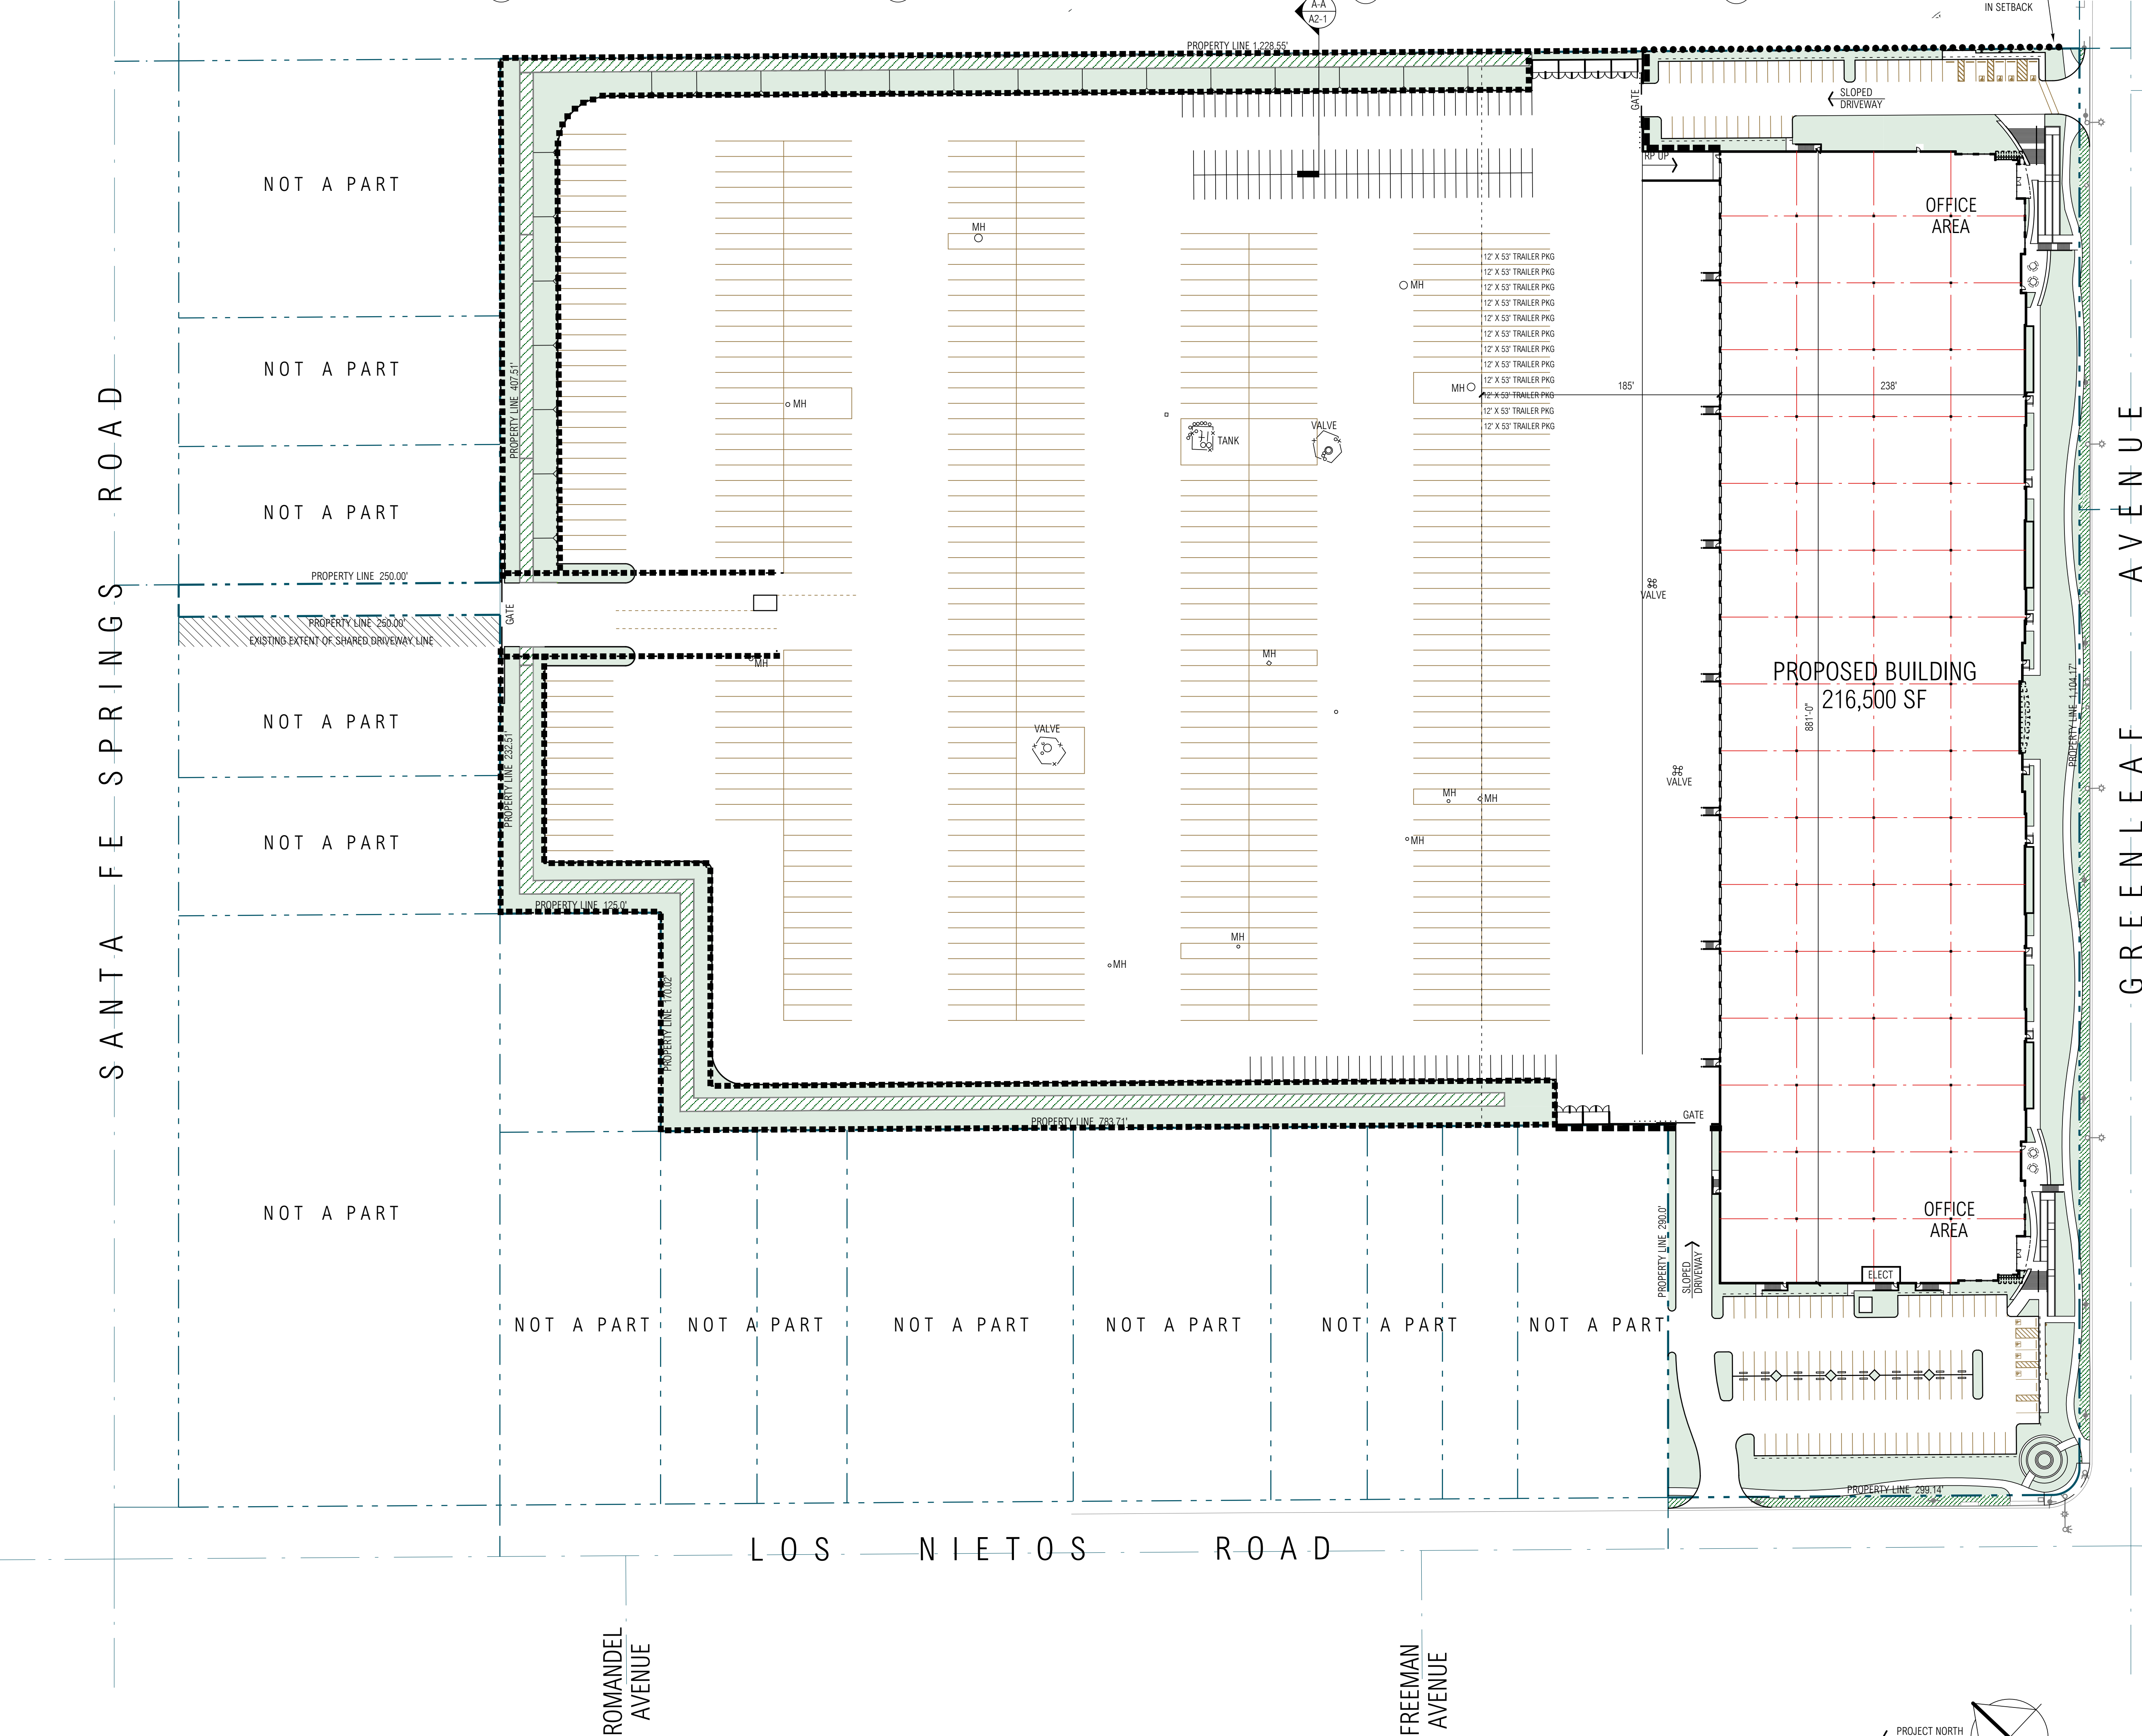 A-A
A2-1
IN SETBACK
PROPERTY LINE 1,228.55'
GATE
SLOPED
DRIVEWAY
RP UP
NOT A PART
OFFICE
AREA
MH
MH
12' X 53' TRAILER PKG
12' X 53' TRAILER PKG
12' X 53' TRAILER PKG
12' X 53' TRAILER PKG
12' X 53' TRAILER PKG
12' X 53' TRAILER PKG
12' X 53' TRAILER PKG
12' X 53' TRAILER PKG
12' X 53' TRAILER PKG
12' X 53' TRAILER PKG
12' X 53' TRAILER PKG
12' X 53' TRAILER PKG
NOT A PART
PROPERTY LINE 407.51'
MH
MH
185'
238'
TANK
VALVE
NOT A PART
PROPERTY LINE 250.00'
GATE
PROPERTY LINE 250.00'
EXISTING EXTENT OF SHARED DRIVEWAY LINE
VALVE
SANTA FE SPRINGS ROAD
GREENLEAF AVENUE
MH
MH
PROPOSED BUILDING
216,500 SF
881'-0"
PROPERTY LINE 1,104.17'
NOT A PART
PROPERTY LINE 232.51'
VALVE
VALVE
MH
MH
MH
NOT A PART
PROPERTY LINE 125.0'
MH
MH
PROPERTY LINE 170.02'
PROPERTY LINE 783.71'
GATE
NOT A PART
PROPERTY LINE 290.0'
SLOPED
DRIVEWAY
OFFICE
AREA
ELECT
NOT A PART
NOT A PART
NOT A PART
NOT A PART
NOT A PART
NOT A PART
PROPERTY LINE 299.14'
LOS NIETOS ROAD
ROMANDEL
AVENUE
FREEMAN
AVENUE
PROJECT NORTH